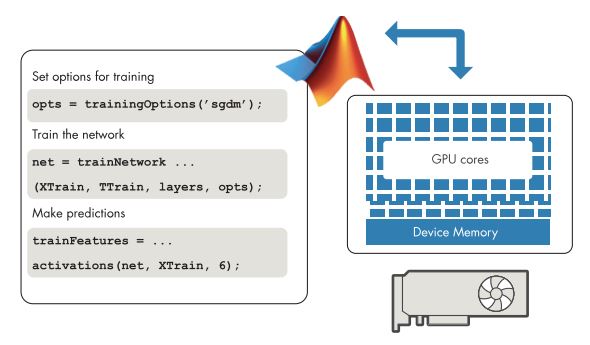 Set options for training
opts = trainingOptions('sgdm');
Train the network
net = trainNetwork ...
(XTrain, TTrain, layers, opts);
Make predictions
trainFeatures = ...
activations(net, XTrain, 6);
GPU cores
Device Memory